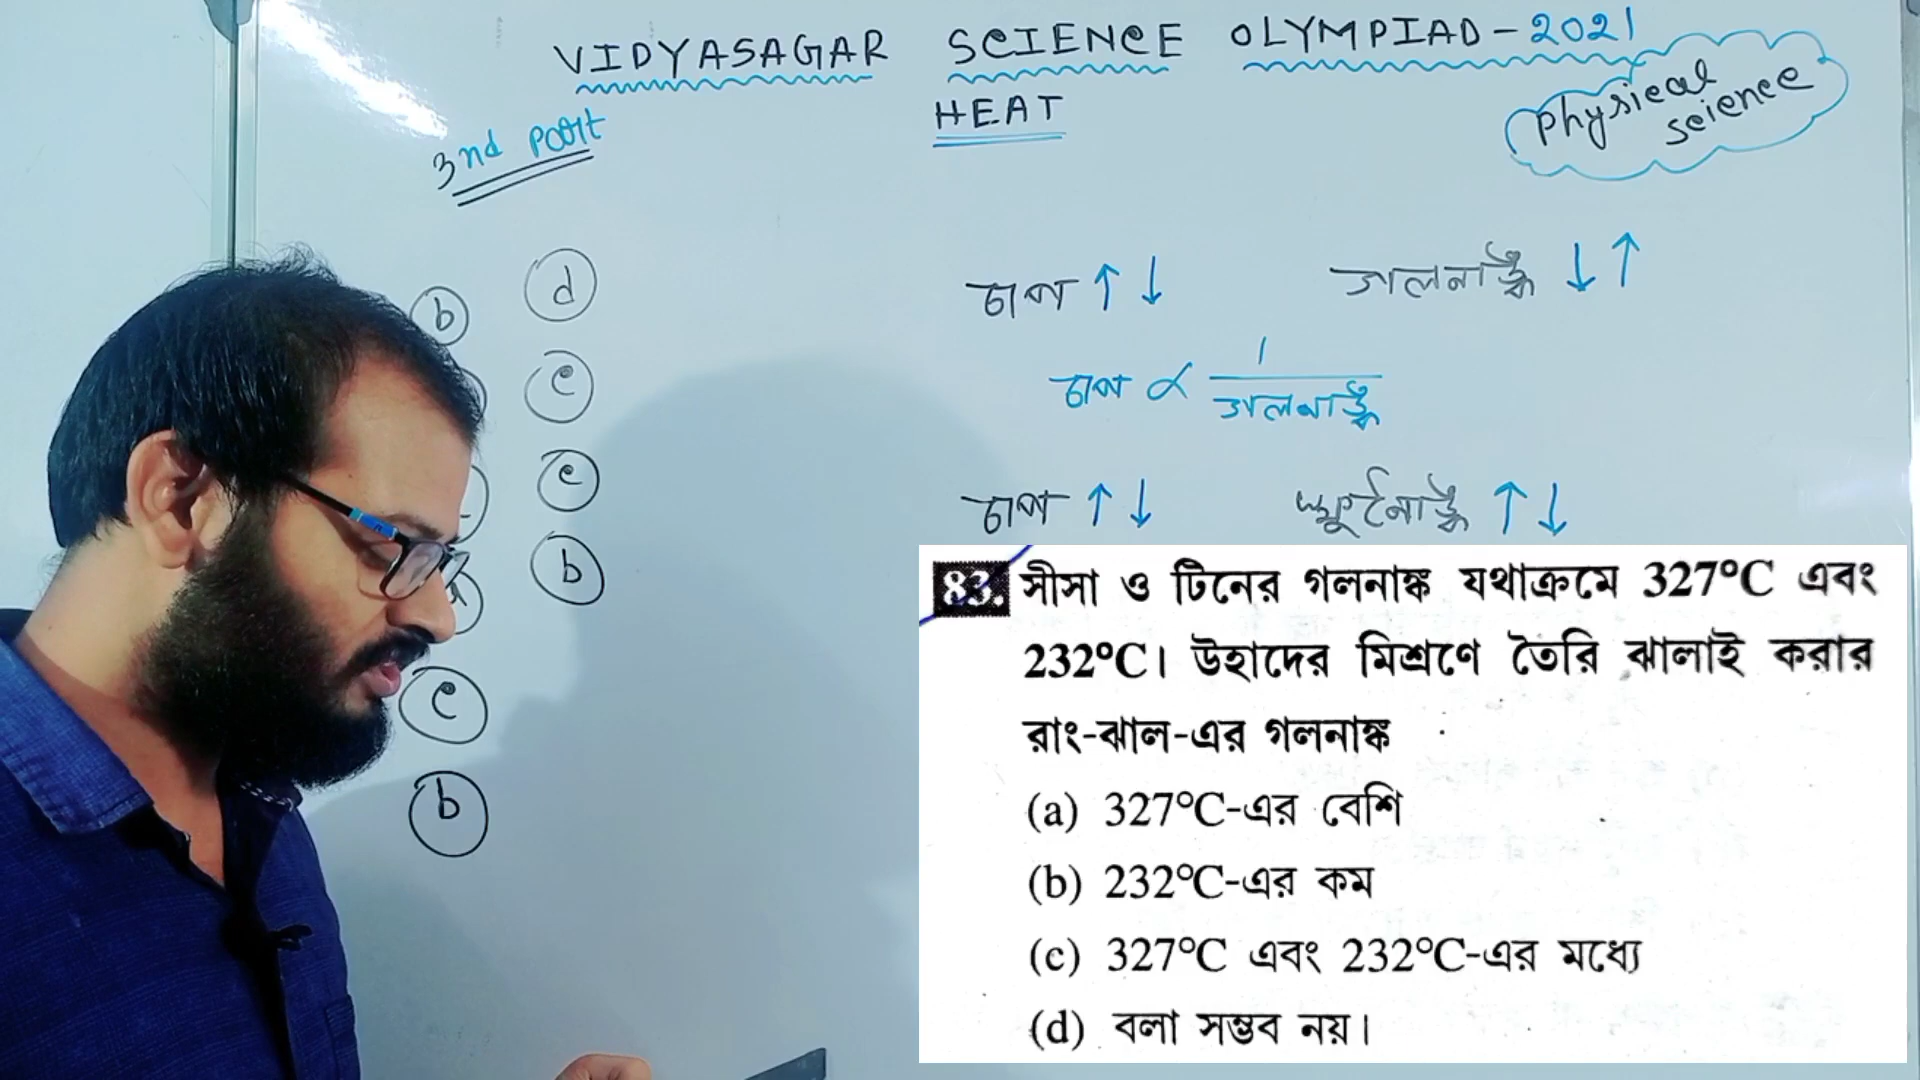 VIDYASAGAR SCIENCE OLYMPIAD-2021
HEAT
Physical science
3nd Part
b
d
c
c
b
c
b
চাপ ↑↓ গলনাঙ্ক ↓↑
চাপ ∝ 1/গলনাঙ্ক
চাপ ↑↓ স্ফুটনাঙ্ক ↑↓
83. সীসা ও টিনের গলনাঙ্ক যথাক্রমে 327°C এবং
232°C। উহাদের মিশ্রণে তৈরি ঝালাই করার
রাং-ঝাল-এর গলনাঙ্ক
(a) 327°C-এর বেশি
(b) 232°C-এর কম
(c) 327°C এবং 232°C-এর মধ্যে
(d) বলা সম্ভব নয়।